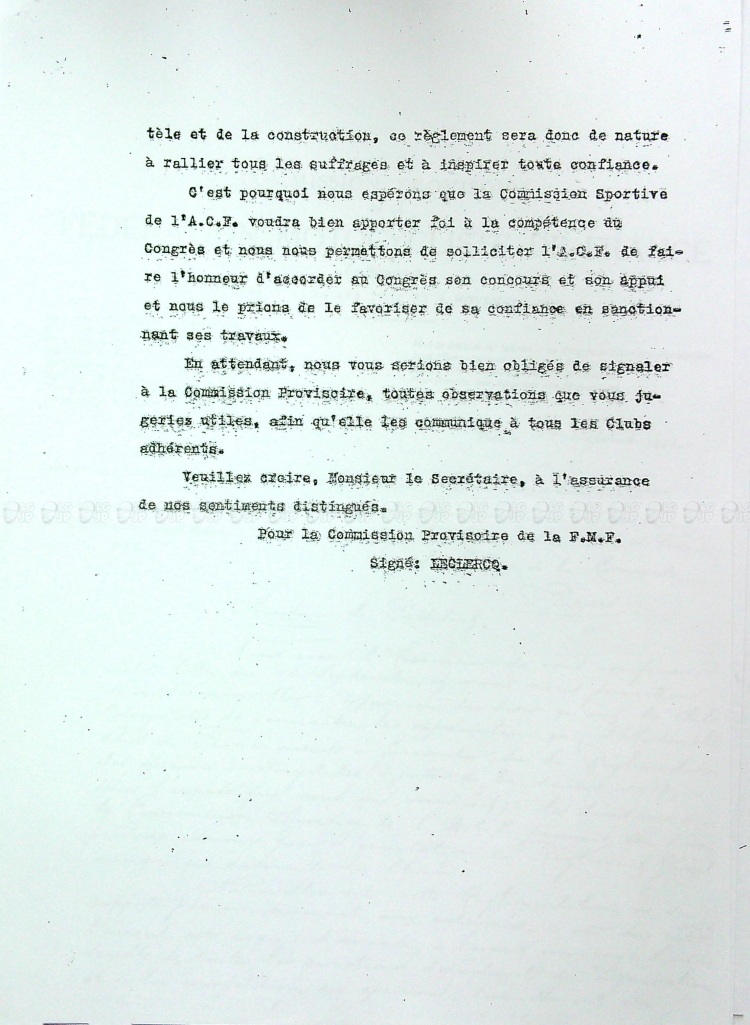 tèle et de la construction, ce règlement sera donc de nature
à rallier tous les suffrages et à inspirer toute confiance.
C'est pourquoi nous espérons que la Commission Sportive
de l'A.C.F. voudra bien apporter foi à la compétence du
Congrès et nous nous permettons de solliciter l'A.C.F. de fai-
re l'honneur d'accorder au Congrès son concours et son appui
et nous le prions de le favoriser de sa confiance en sanction-
nant ses travaux.
En attendant, nous vous serions bien obligés de signaler
à la Commission Provisoire, toutes observations que vous ju-
geriez utiles, afin qu'elle les communique à tous les Clubs
adhérents.
Veuillez croire, Monsieur le Secrétaire, à l'assurance
de nos sentiments distingués.
Pour la Commission Provisoire de la F.M.F.
Signé: LECLERCQ.